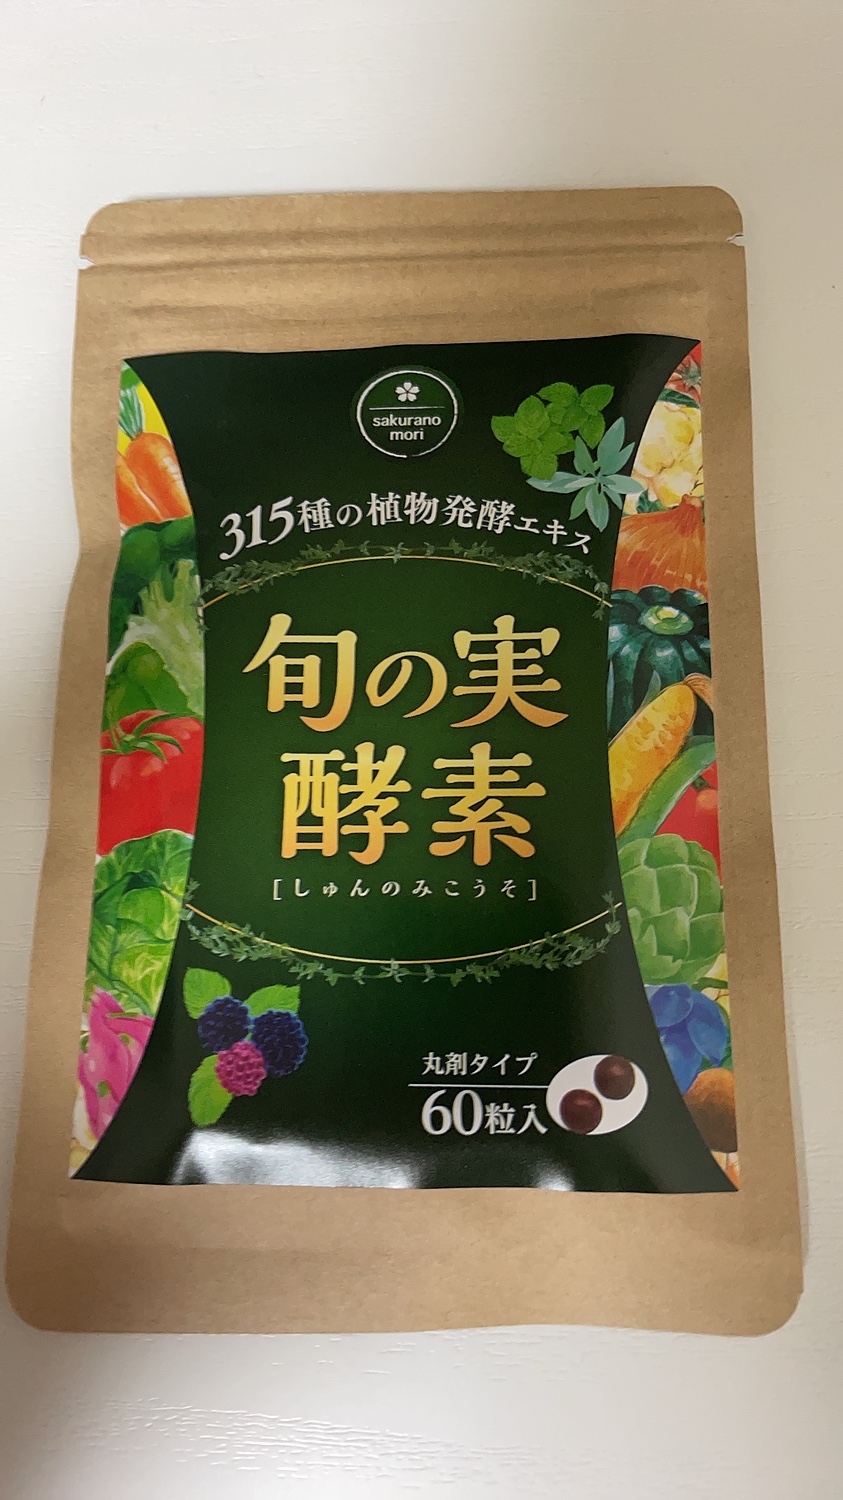 sakurano
mori
315種の植物発酵エキス
旬の実
酵素
[しゅんのみこうそ]
丸剤タイプ
60粒入